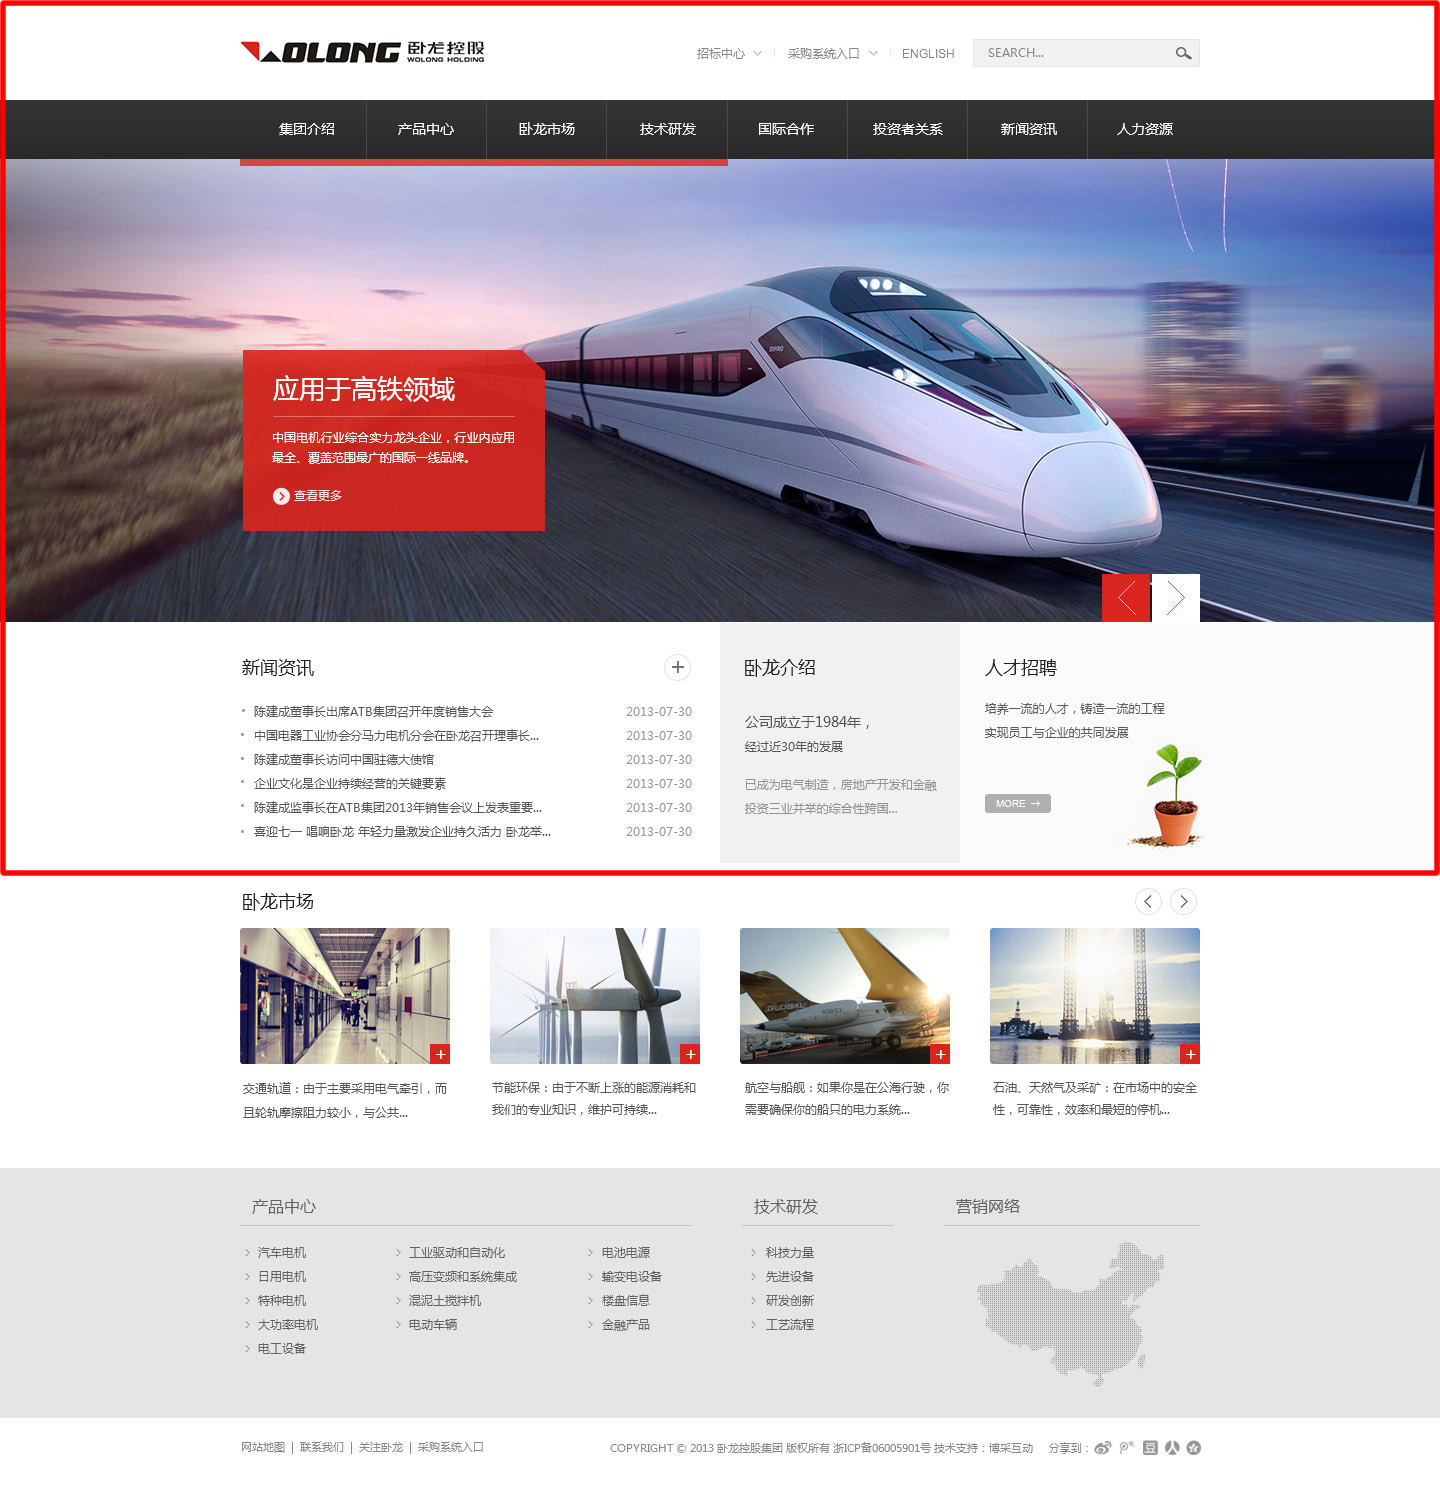 WOLONG 卧龙控股
WOLONG HOLDING
招标中心 采购系统入口 ENGLISH SEARCH...
集团介绍 产品中心 卧龙市场 技术研发 国际合作 投资者关系 新闻资讯 人力资源
应用于高铁领域
中国电机行业综合实力龙头企业，行业内应用
最全、覆盖范围最广的国际一线品牌。
查看更多
新闻资讯
陈建成董事长出席ATB集团召开年度销售大会 2013-07-30
中国电器工业协会分马力电机分会在卧龙召开理事长... 2013-07-30
陈建成董事长访问中国驻德大使馆 2013-07-30
企业文化是企业持续经营的关键要素 2013-07-30
陈建成监事长在ATB集团2013年销售会议上发表重要... 2013-07-30
喜迎七一 唱响卧龙 年轻力量激发企业持久活力 卧龙举... 2013-07-30
卧龙介绍
公司成立于1984年，
经过近30年的发展
已成为电气制造，房地产开发和金融
投资三业并举的综合性跨国...
人才招聘
培养一流的人才，铸造一流的工程
实现员工与企业的共同发展
MORE
卧龙市场
交通轨道：由于主要采用电气牵引，而
且轮轨摩擦阻力较小，与公共...
节能环保：由于不断上涨的能源消耗和
我们的专业知识，维护可持续...
航空与船舰：如果你是在公海行驶，你
需要确保你的船只的电力系统...
石油、天然气及采矿：在市场中的安全
性，可靠性，效率和最短的停机...
产品中心
汽车电机
日用电机
特种电机
大功率电机
电工设备
工业驱动和自动化
高压变频和系统集成
混泥土搅拌机
电动车辆
电池电源
输变电设备
楼盘信息
金融产品
技术研发
科技力量
先进设备
研发创新
工艺流程
营销网络
网站地图 | 联系我们 | 关注卧龙 | 采购系统入口
COPYRIGHT © 2013 卧龙控股集团 版权所有 浙ICP备06005901号 技术支持：博采互动 分享到：